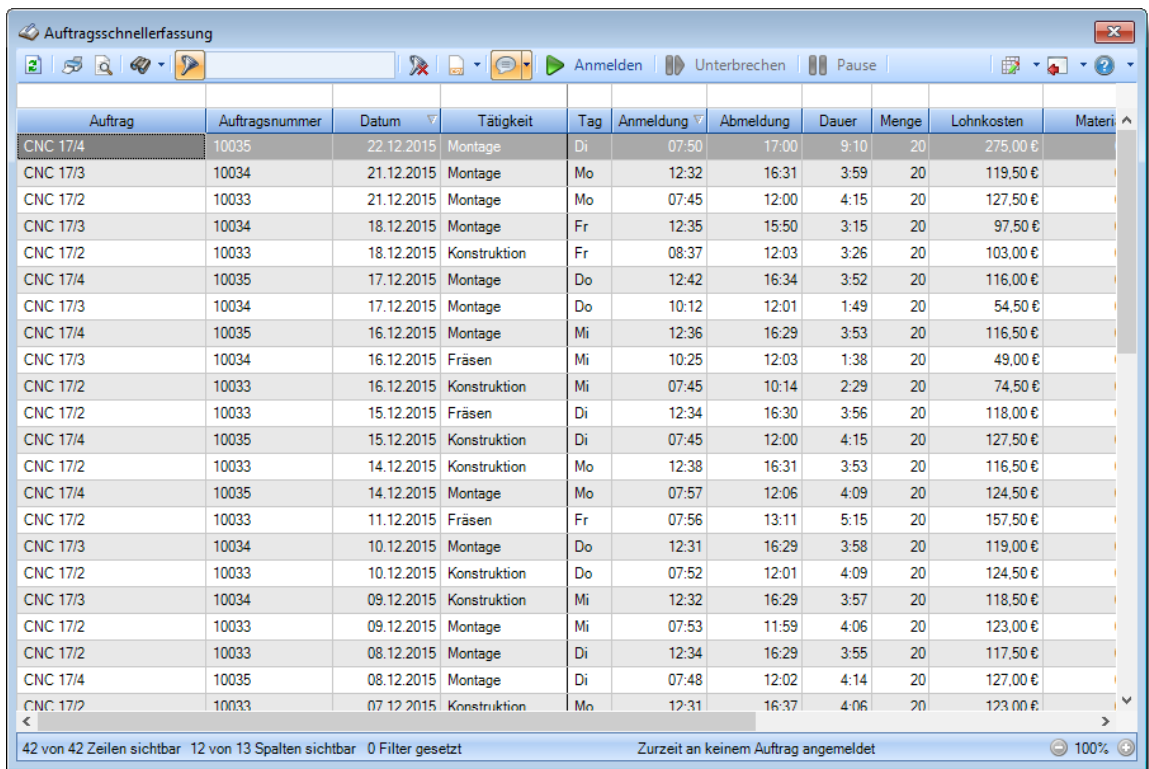 Auftragsschnellerfassung
Anmelden Unterbrechen Pause
Auftrag Auftragsnummer Datum Tätigkeit Tag Anmeldung Abmeldung Dauer Menge Lohnkosten Materi
CNC 17/4 10035 22.12.2015 Montage Di 07:50 17:00 9:10 20 275,00 €
CNC 17/3 10034 21.12.2015 Montage Mo 12:32 16:31 3:59 20 119,50 €
CNC 17/2 10033 21.12.2015 Montage Mo 07:45 12:00 4:15 20 127,50 €
CNC 17/3 10034 18.12.2015 Montage Fr 12:35 15:50 3:15 20 97,50 €
CNC 17/2 10033 18.12.2015 Konstruktion Fr 08:37 12:03 3:26 20 103,00 €
CNC 17/4 10035 17.12.2015 Montage Do 12:42 16:34 3:52 20 116,00 €
CNC 17/3 10034 17.12.2015 Montage Do 10:12 12:01 1:49 20 54,50 €
CNC 17/4 10035 16.12.2015 Montage Mi 12:36 16:29 3:53 20 116,50 €
CNC 17/3 10034 16.12.2015 Fräsen Mi 10:25 12:03 1:38 20 49,00 €
CNC 17/2 10033 16.12.2015 Konstruktion Mi 07:45 10:14 2:29 20 74,50 €
CNC 17/2 10033 15.12.2015 Fräsen Di 12:34 16:30 3:56 20 118,00 €
CNC 17/4 10035 15.12.2015 Konstruktion Di 07:45 12:00 4:15 20 127,50 €
CNC 17/2 10033 14.12.2015 Konstruktion Mo 12:38 16:31 3:53 20 116,50 €
CNC 17/4 10035 14.12.2015 Montage Mo 07:57 12:06 4:09 20 124,50 €
CNC 17/2 10033 11.12.2015 Fräsen Fr 07:56 13:11 5:15 20 157,50 €
CNC 17/3 10034 10.12.2015 Montage Do 12:31 16:29 3:58 20 119,00 €
CNC 17/2 10033 10.12.2015 Konstruktion Do 07:52 12:01 4:09 20 124,50 €
CNC 17/3 10034 09.12.2015 Konstruktion Mi 12:32 16:29 3:57 20 118,50 €
CNC 17/2 10033 09.12.2015 Montage Mi 07:53 11:59 4:06 20 123,00 €
CNC 17/2 10033 08.12.2015 Montage Di 12:34 16:29 3:55 20 117,50 €
CNC 17/4 10035 08.12.2015 Montage Di 07:48 12:02 4:14 20 127,00 €
CNC 17/2 10033 07.12.2015 Konstruktion Mo 12:31 16:37 4:06 20 123,00 €
42 von 42 Zeilen sichtbar 12 von 13 Spalten sichtbar 0 Filter gesetzt Zurzeit an keinem Auftrag angemeldet 100%